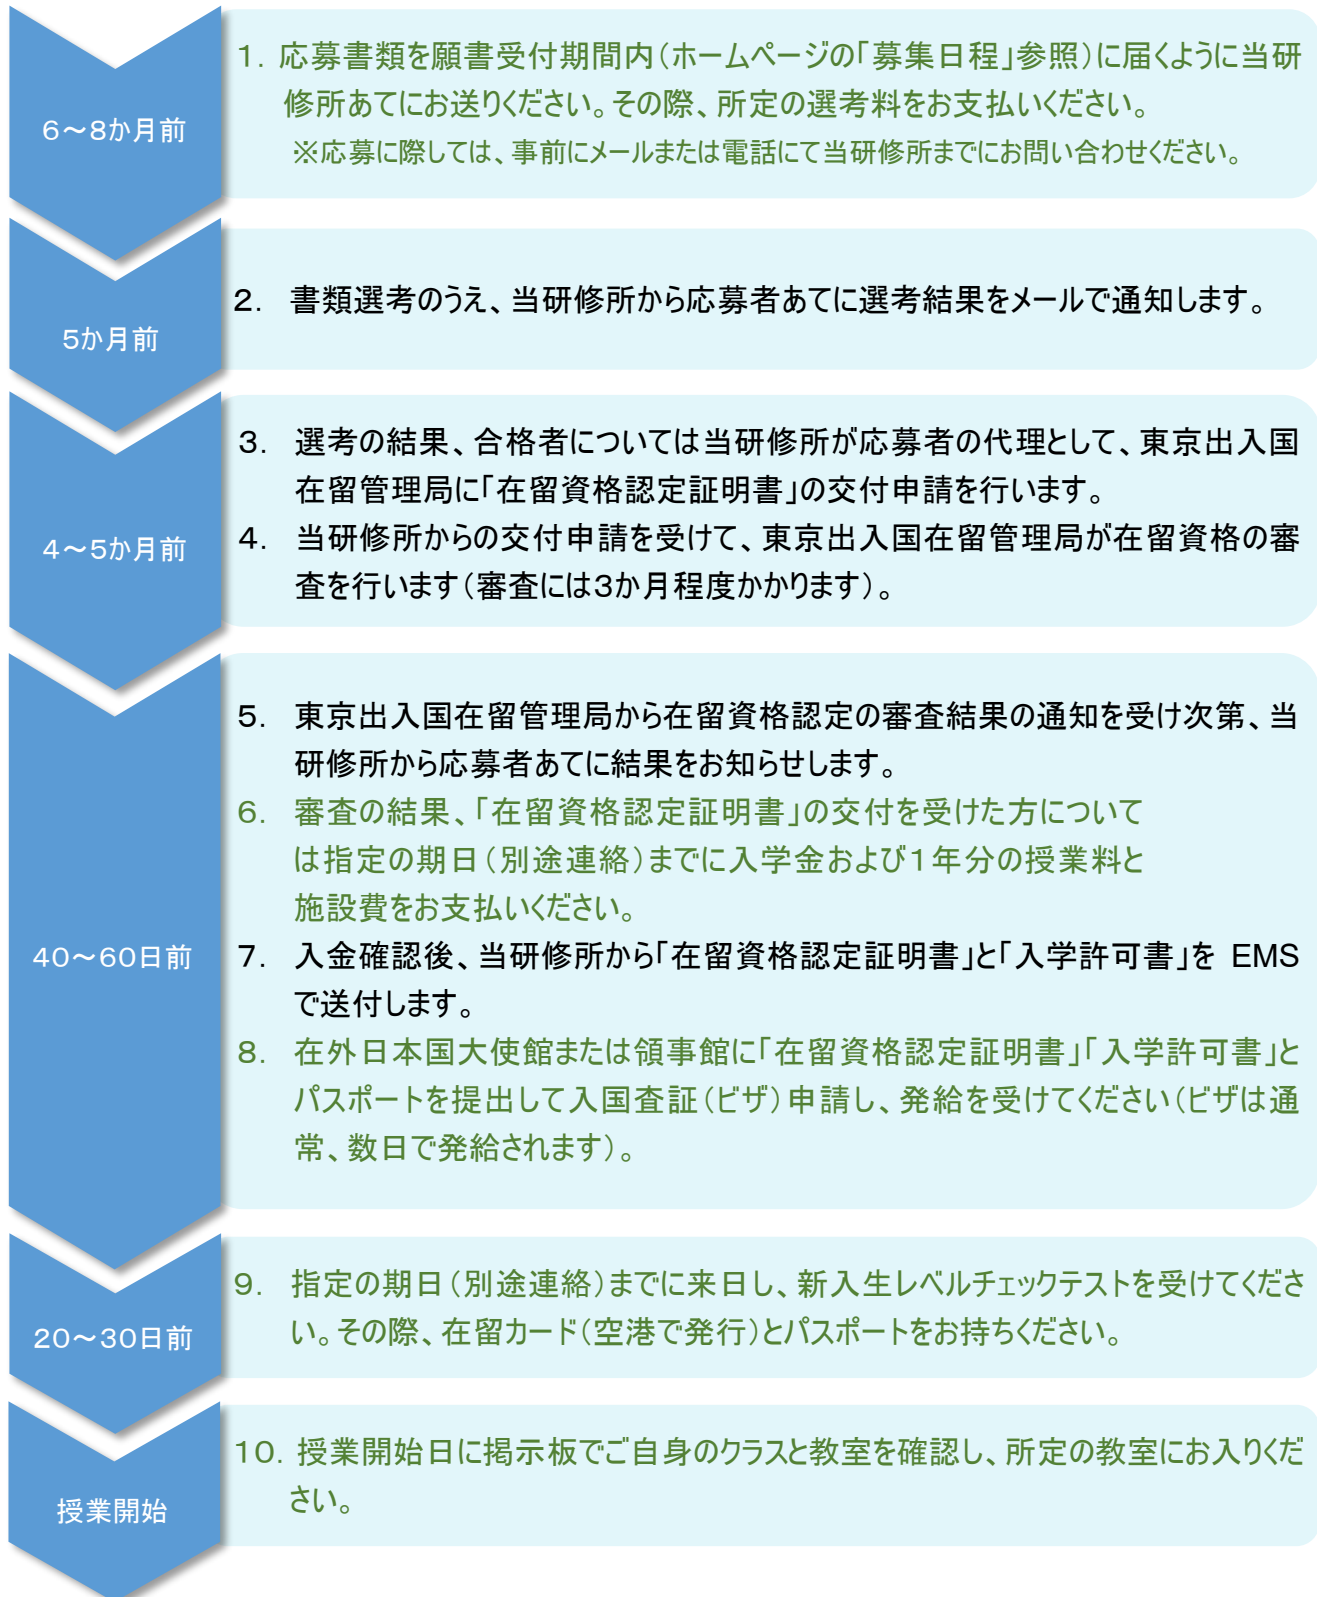 6～8か月前
1. 応募書類を願書受付期間内（ホームページの「募集日程」参照）に届くように当研
修所あてにお送りください。その際、所定の選考料をお支払いください。
※応募に際しては、事前にメールまたは電話にて当研修所までにお問い合わせください。
5か月前
2. 書類選考のうえ、当研修所から応募者あてに選考結果をメールで通知します。
4～5か月前
3. 選考の結果、合格者については当研修所が応募者の代理として、東京出入国
在留管理局に「在留資格認定証明書」の交付申請を行います。
4. 当研修所からの交付申請を受けて、東京出入国在留管理局が在留資格の審
査を行います（審査には3か月程度かかります）。
40～60日前
5. 東京出入国在留管理局から在留資格認定の審査結果の通知を受け次第、当
研修所から応募者あてに結果をお知らせします。
6. 審査の結果、「在留資格認定証明書」の交付を受けた方について
は指定の期日（別途連絡）までに入学金および1年分の授業料と
施設費をお支払いください。
7. 入金確認後、当研修所から「在留資格認定証明書」と「入学許可書」を EMS
で送付します。
8. 在外日本国大使館または領事館に「在留資格認定証明書」「入学許可書」と
パスポートを提出して入国査証（ビザ）申請し、発給を受けてください（ビザは通
常、数日で発給されます）。
20～30日前
9. 指定の期日（別途連絡）までに来日し、新入生レベルチェックテストを受けてくださ
い。その際、在留カード（空港で発行）とパスポートをお持ちください。
授業開始
10. 授業開始日に掲示板でご自身のクラスと教室を確認し、所定の教室にお入りくだ
さい。